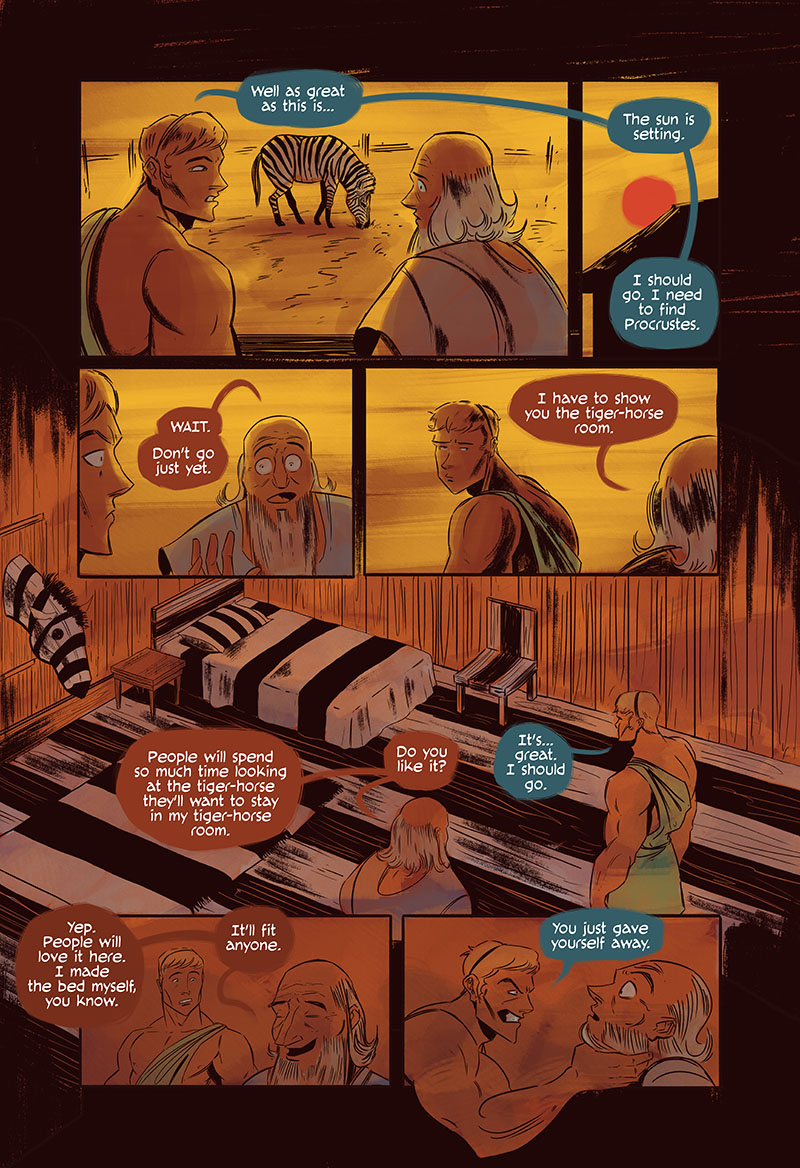 Well as great
as this is...
The sun is
setting.
I should
go. I need
to find
Procrustes.
WAIT.
Don't go
just yet.
I have to show
you the tiger-horse
room.
Do you
like it?
People will spend
so much time looking
at the tiger-horse
they'll want to stay
in my tiger-horse
room.
It's...
great.
I should
go.
Yep.
People will
love it here.
I made
the bed myself,
you know.
It'll fit
anyone.
You just gave
yourself away.